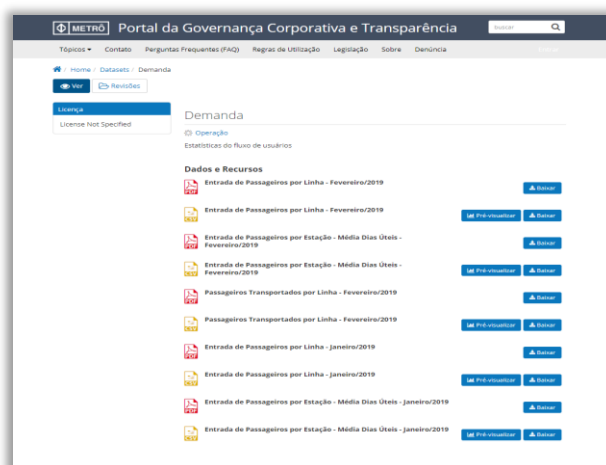 METRÔ Portal da Governança Corporativa e Transparência
Buscar
Tópicos Contato Perguntas Frequentes (FAQ) Regras de Utilização Legislação Sobre Denúncia
/ Home / Datasets / Demanda
Ver Revisões
Licença
License Not Specified
Demanda
Operação
Estatísticas do fluxo de usuários
Dados e Recursos
PDF Entrada de Passageiros por Linha - Fevereiro/2019 Baixar
CSV Entrada de Passageiros por Linha - Fevereiro/2019 Pré-visualizar Baixar
PDF Entrada de Passageiros por Estação - Média Dias Úteis -
Fevereiro/2019 Baixar
CSV Entrada de Passageiros por Estação - Média Dias Úteis -
Fevereiro/2019 Pré-visualizar Baixar
PDF Passageiros Transportados por Linha - Fevereiro/2019 Baixar
CSV Passageiros Transportados por Linha - Fevereiro/2019 Pré-visualizar Baixar
PDF Entrada de Passageiros por Linha - Janeiro/2019 Baixar
CSV Entrada de Passageiros por Linha - Janeiro/2019 Pré-visualizar Baixar
PDF Entrada de Passageiros por Estação - Média Dias Úteis - Janeiro/2019 Baixar
CSV Entrada de Passageiros por Estação - Média Dias Úteis - Janeiro/2019 Pré-visualizar Baixar